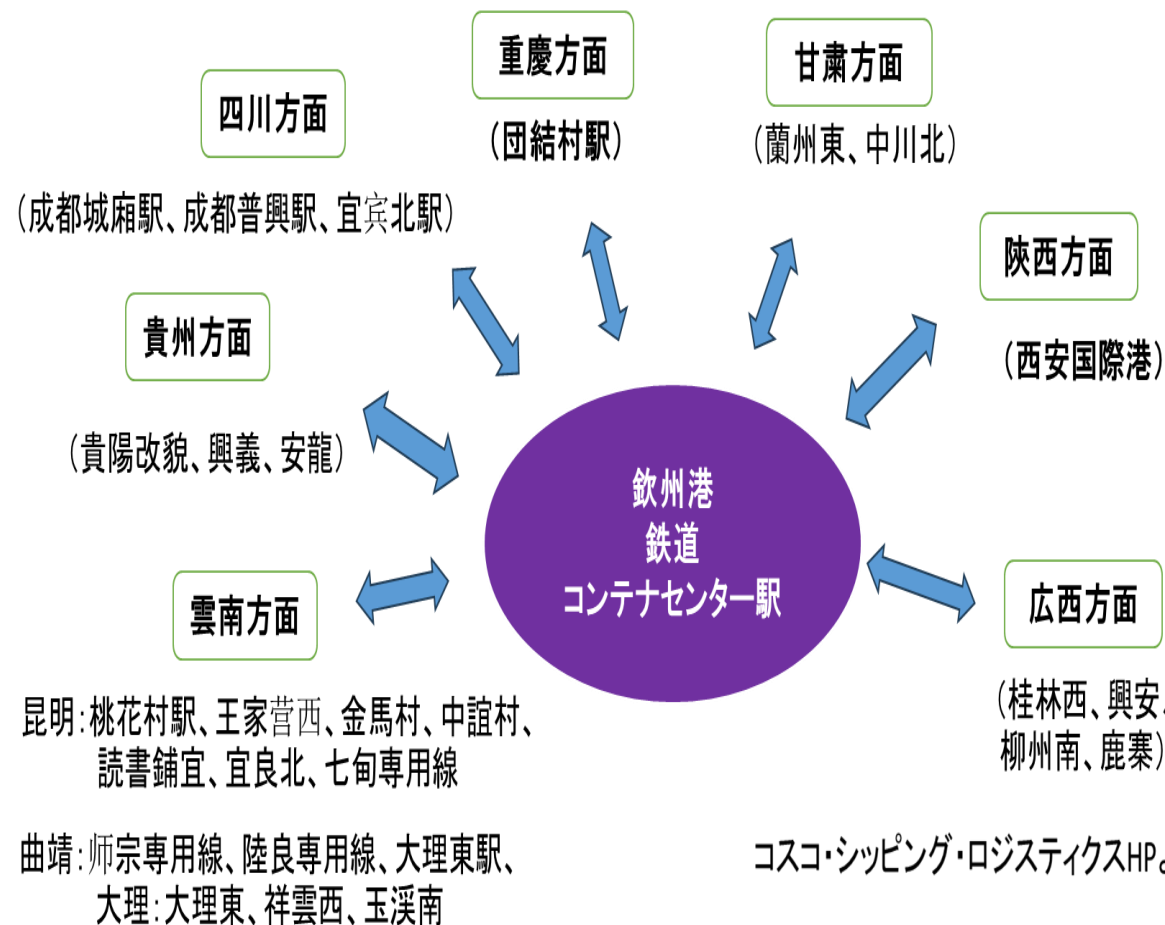 重慶方面
(団結村駅)
甘粛方面
(蘭州東、中川北)
四川方面
(成都城廂駅、成都普興駅、宜宾北駅)
陝西方面
(西安国際港)
貴州方面
(貴陽改貌、興義、安龍)
欽州港
鉄道
コンテナセンター駅
雲南方面
昆明:桃花村駅、王家营西、金馬村、中誼村、
読書鋪宜、宜良北、七甸専用線
曲靖:师宗専用線、陸良専用線、大理東駅、
大理:大理東、祥雲西、玉渓南
広西方面
(桂林西、興安、
柳州南、鹿寨)
コスコ・シッピング・ロジスティクスHP